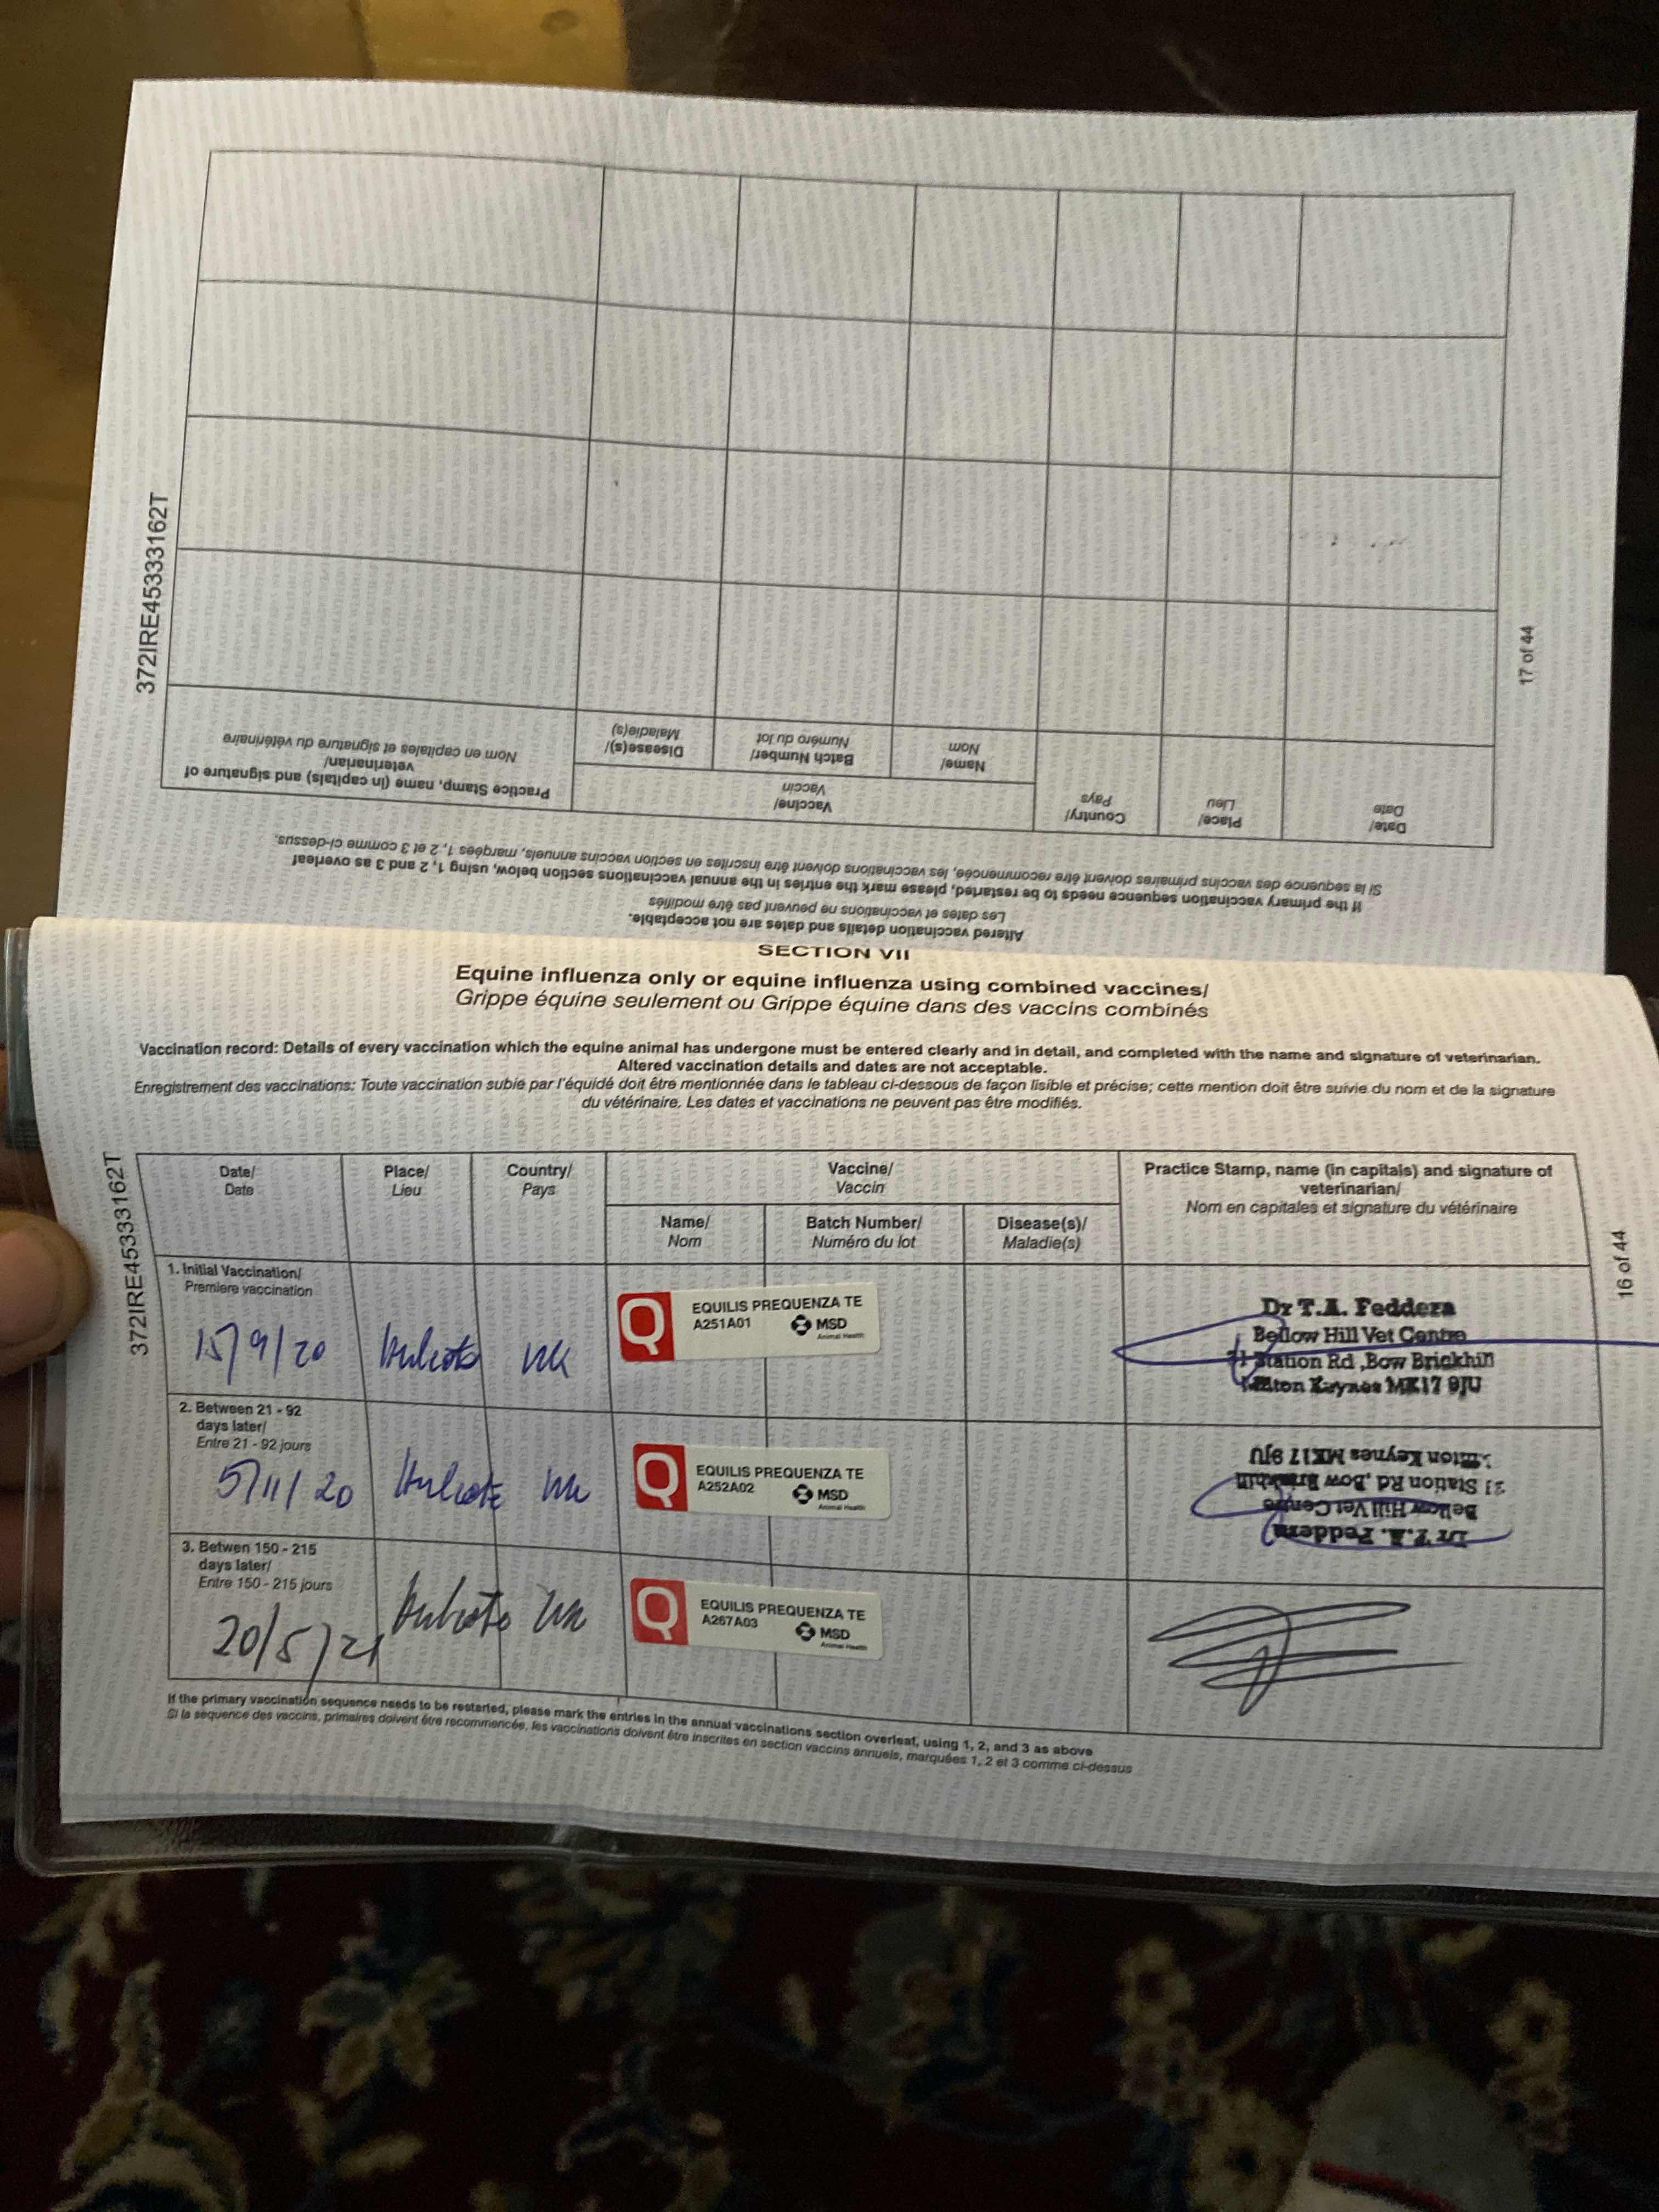 372IRE45333162T
17 of 44
Altered vaccination details and dates are not acceptable.
Les dates et vaccinations ne peuvent pas être modifiés
If the primary vaccination sequence needs to be restarted, please mark the entries in the annual vaccinations section below, using 1, 2 and 3 as overleaf
Si la sequence des vaccins primaires doivent être recommencée, les vaccinations doivent être inscrites en section vaccins annuels, marquées 1, 2 et 3 comme ci-dessus.
Date/
Date
Place/
Lieu
Country/
Pays
Vaccine/
Vaccin
Name/
Nom
Batch Number/
Numéro du lot
Disease(s)/
Maladie(s)
Practice Stamp, name (in capitals) and signature of
veterinarian/
Nom en capitales et signature du vétérinaire
SECTION VII
Equine influenza only or equine influenza using combined vaccines/
Grippe équine seulement ou Grippe équine dans des vaccins combinés
Vaccination record: Details of every vaccination which the equine animal has undergone must be entered clearly and in detail, and completed with the name and signature of veterinarian.
Altered vaccination details and dates are not acceptable.
Enregistrement des vaccinations: Toute vaccination subie par l'équidé doit être mentionnée dans le tableau ci-dessous de façon lisible et précise; cette mention doit être suivie du nom et de la signature
du vétérinaire. Les dates et vaccinations ne peuvent pas être modifiés.
372IRE45333162T
16 of 44
Date/
Date
Place/
Lieu
Country/
Pays
Vaccine/
Vaccin
Name/
Nom
Batch Number/
Numéro du lot
Disease(s)/
Maladie(s)
Practice Stamp, name (in capitals) and signature of
veterinarian/
Nom en capitales et signature du vétérinaire
1. Initial Vaccination/
Premiere vaccination
15/9/20 UK
EQUILIS PREQUENZA TE
A251A01 MSD
Animal Health
Dr T.A. Feddera
Bellow Hill Vet Centre
Station Rd ,Bow Brickhill
Milton Keynes MK17 9JU
2. Between 21 - 92
days later/
Entre 21 - 92 jours
5/11/20 UK
EQUILIS PREQUENZA TE
A252A02 MSD
Animal Health
Dr T.A. Feddera
Bellow Hill Vet Centre
21 Station Rd ,Bow Brickhill
Milton Keynes MK17 9JU
3. Betwen 150 - 215
days later/
Entre 150 - 215 jours
20/5/21 UK
EQUILIS PREQUENZA TE
A267A03 MSD
Animal Health
If the primary vaccination sequence needs to be restarted, please mark the entries in the annual vaccinations section overleaf, using 1, 2, and 3 as above
Si la sequence des vaccins, primaires doivent être recommencée, les vaccinations doivent être inscrites en section vaccins annuels, marquées 1, 2 et 3 comme ci-dessus